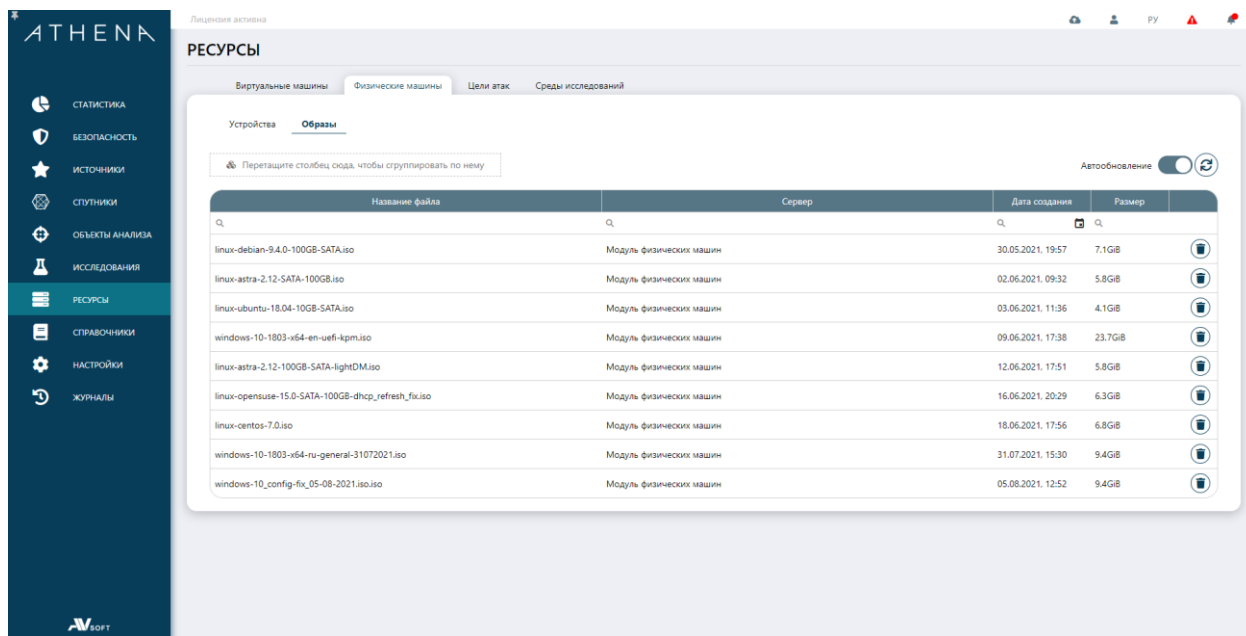 Лицензия активна
РУ
ATHENA
РЕСУРСЫ
Виртуальные машины Физические машины Цели атак Среды исследований
Устройства Образы
Перетащите столбец сюда, чтобы сгруппировать по нему
Автообновление
СТАТИСТИКА
БЕЗОПАСНОСТЬ
ИСТОЧНИКИ
СПУТНИКИ
ОБЪЕКТЫ АНАЛИЗА
ИССЛЕДОВАНИЯ
РЕСУРСЫ
СПРАВОЧНИКИ
НАСТРОЙКИ
ЖУРНАЛЫ
Название файла Сервер Дата создания Размер
linux-debian-9.4.0-100GB-SATA.iso Модуль физических машин 30.05.2021, 19:57 7.1GiB
linux-astra-2.12-SATA-100GB.iso Модуль физических машин 02.06.2021, 09:32 5.8GiB
linux-ubuntu-18.04-10GB-SATA.iso Модуль физических машин 03.06.2021, 11:36 4.1GiB
windows-10-1803-x64-en-uefi-kpm.iso Модуль физических машин 09.06.2021, 17:38 23.7GiB
linux-astra-2.12-100GB-SATA-lightDM.iso Модуль физических машин 12.06.2021, 17:51 5.8GiB
linux-opensuse-15.0-SATA-100GB-dhcp_refresh_fix.iso Модуль физических машин 16.06.2021, 20:29 6.3GiB
linux-centos-7.0.iso Модуль физических машин 18.06.2021, 17:56 6.8GiB
windows-10-1803-x64-ru-general-31072021.iso Модуль физических машин 31.07.2021, 15:30 9.4GiB
windows-10_config-fix_05-08-2021.iso.iso Модуль физических машин 05.08.2021, 12:52 9.4GiB
AVSOFT